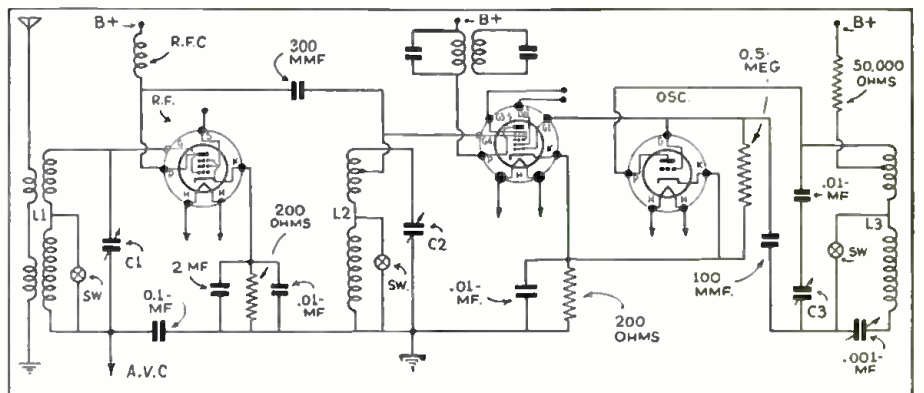 B+
R.F.C
300
MMF
B+
0.5-
MEG
B+
50,000
OHMS
R.F.
OSC.
G
S
P
K
H
H
G3
G1
G4
P
K
P
G
K
H
H
L1
SW
C1
2 MF
200
OHMS
.01-
MF
0.1-
MF
A.V.C
L2
SW.
C2
.01-
MF.
200
OHMS
100
MMF.
.01-
MF
C3
SW
L3
.001-
MF